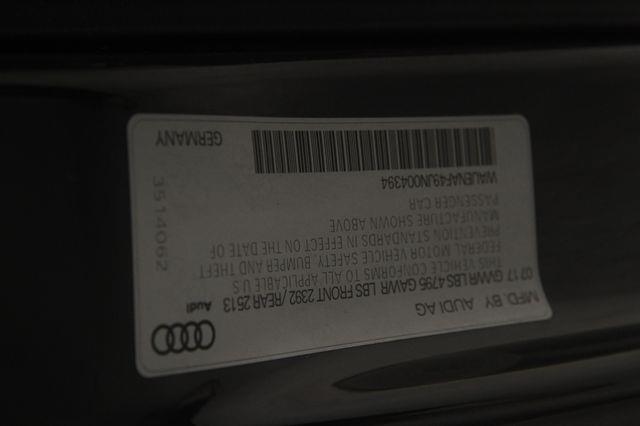 MFD. BY AUDI AG
07 17 GVWR LBS 4795 GAWR LBS FRONT 2392 / REAR 2513
THIS VEHICLE CONFORMS TO ALL APPLICABLE U.S
FEDERAL MOTOR VEHICLE SAFETY, BUMPER AND THEFT
PREVENTION STANDARDS IN EFFECT ON THE DATE OF
MANUFACTURE SHOWN ABOVE
PASSENGER CAR
WAUENAF49JN004394
GERMANY
3514062
Audi